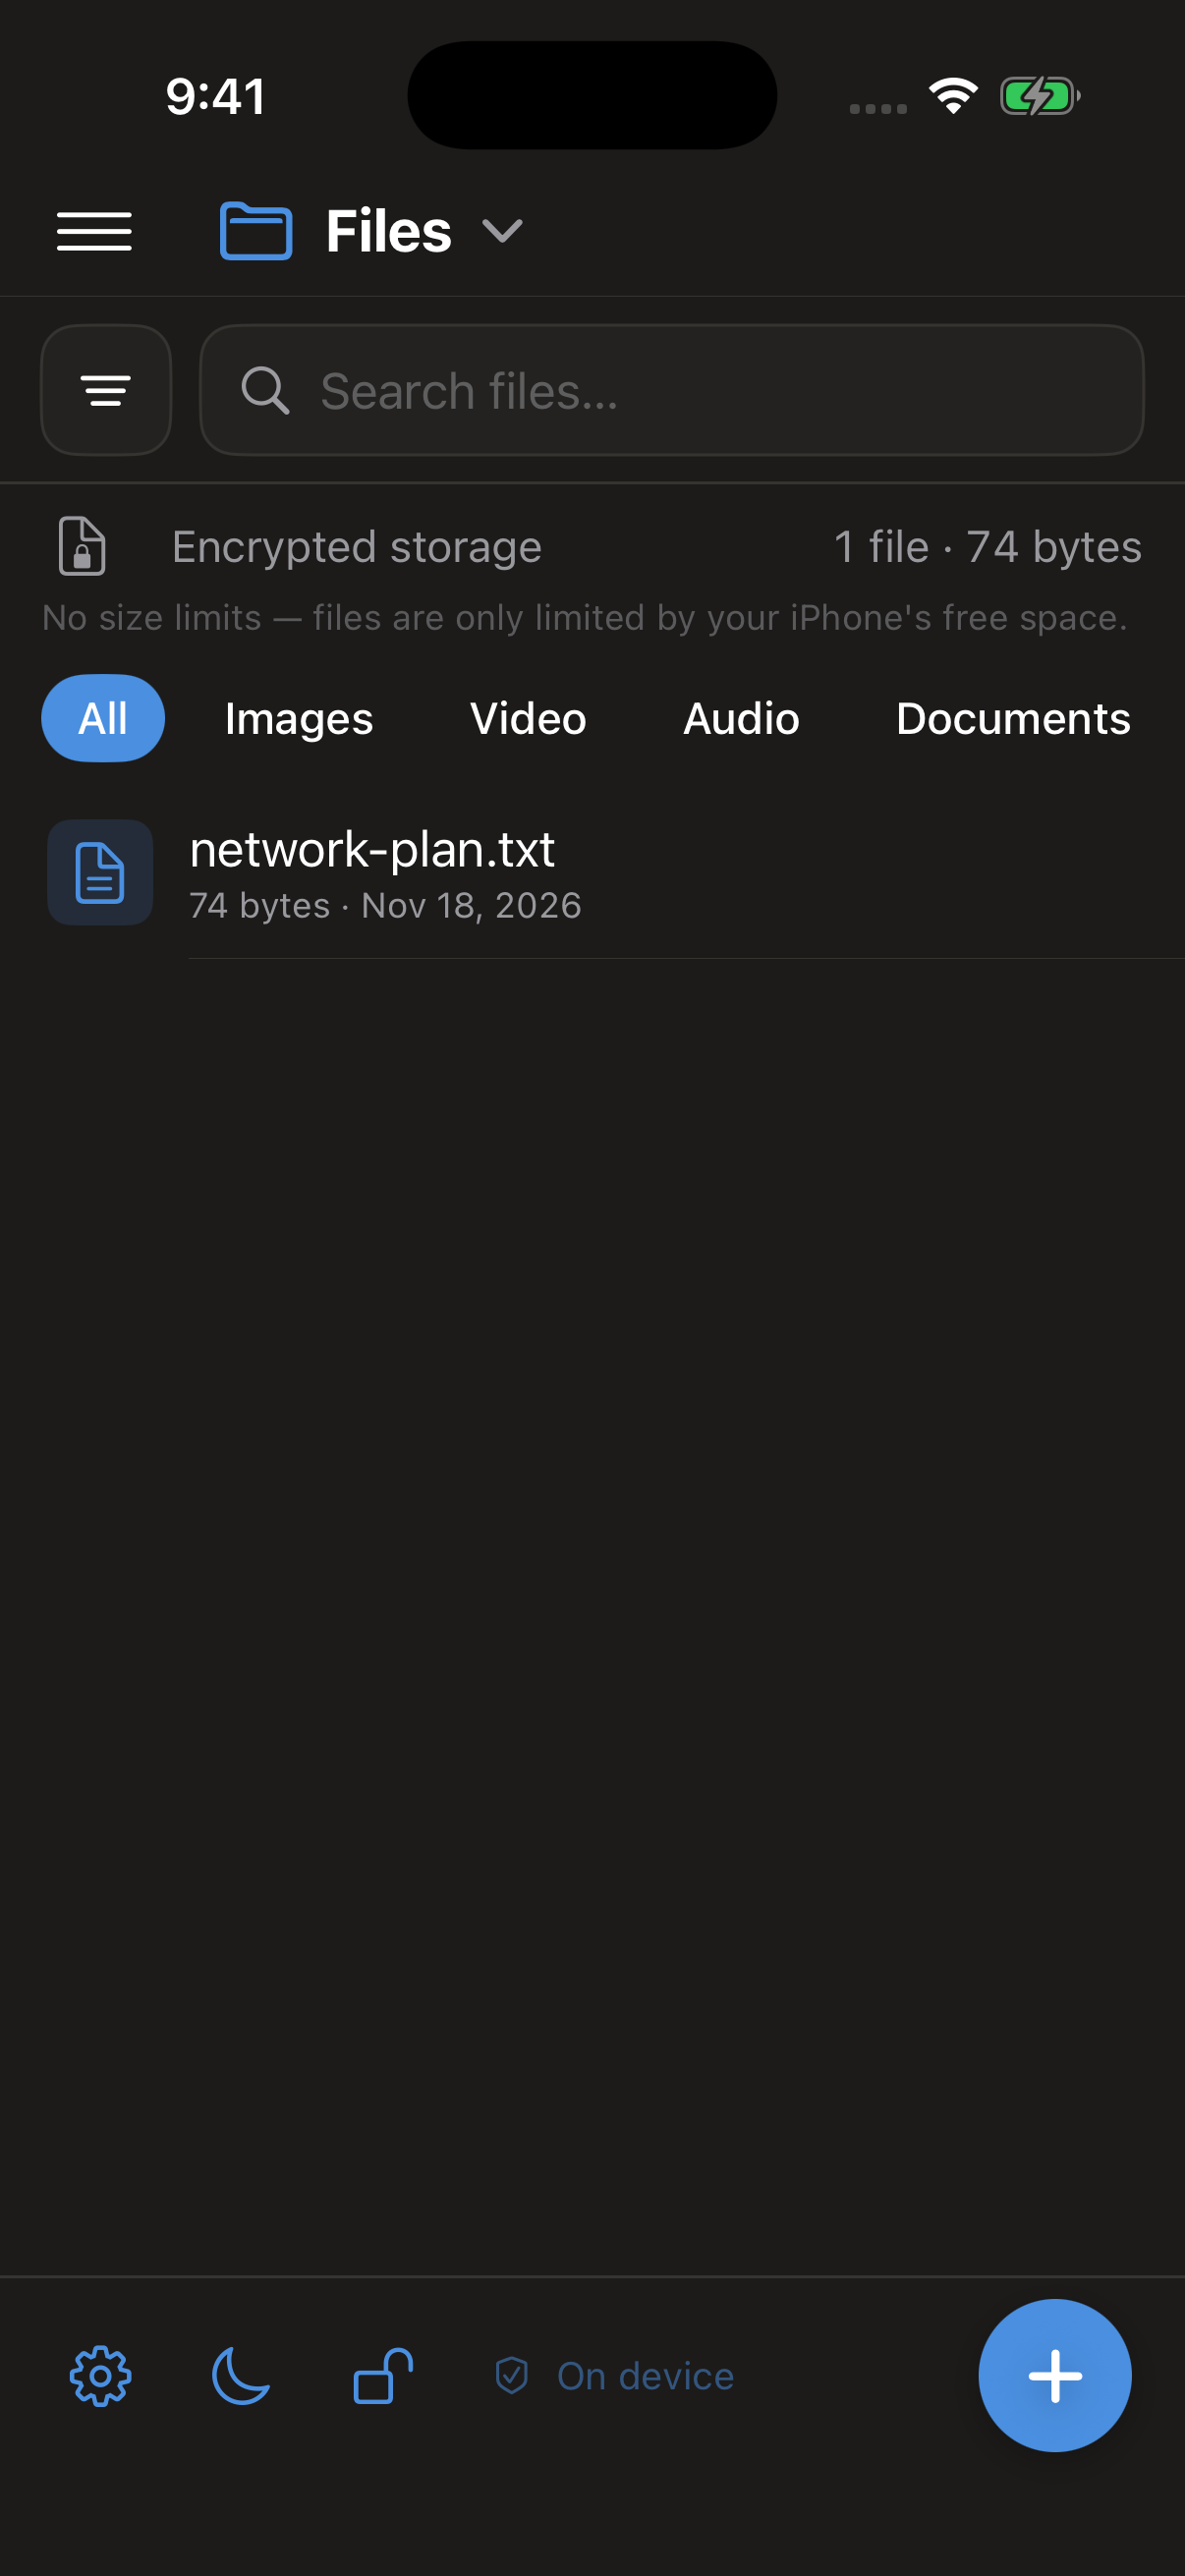 9:41
Files
Search files...
Encrypted storage
1 file · 74 bytes
No size limits — files are only limited by your iPhone's free space.
All Images Video Audio Documents
network-plan.txt
74 bytes · Nov 18, 2026
On device